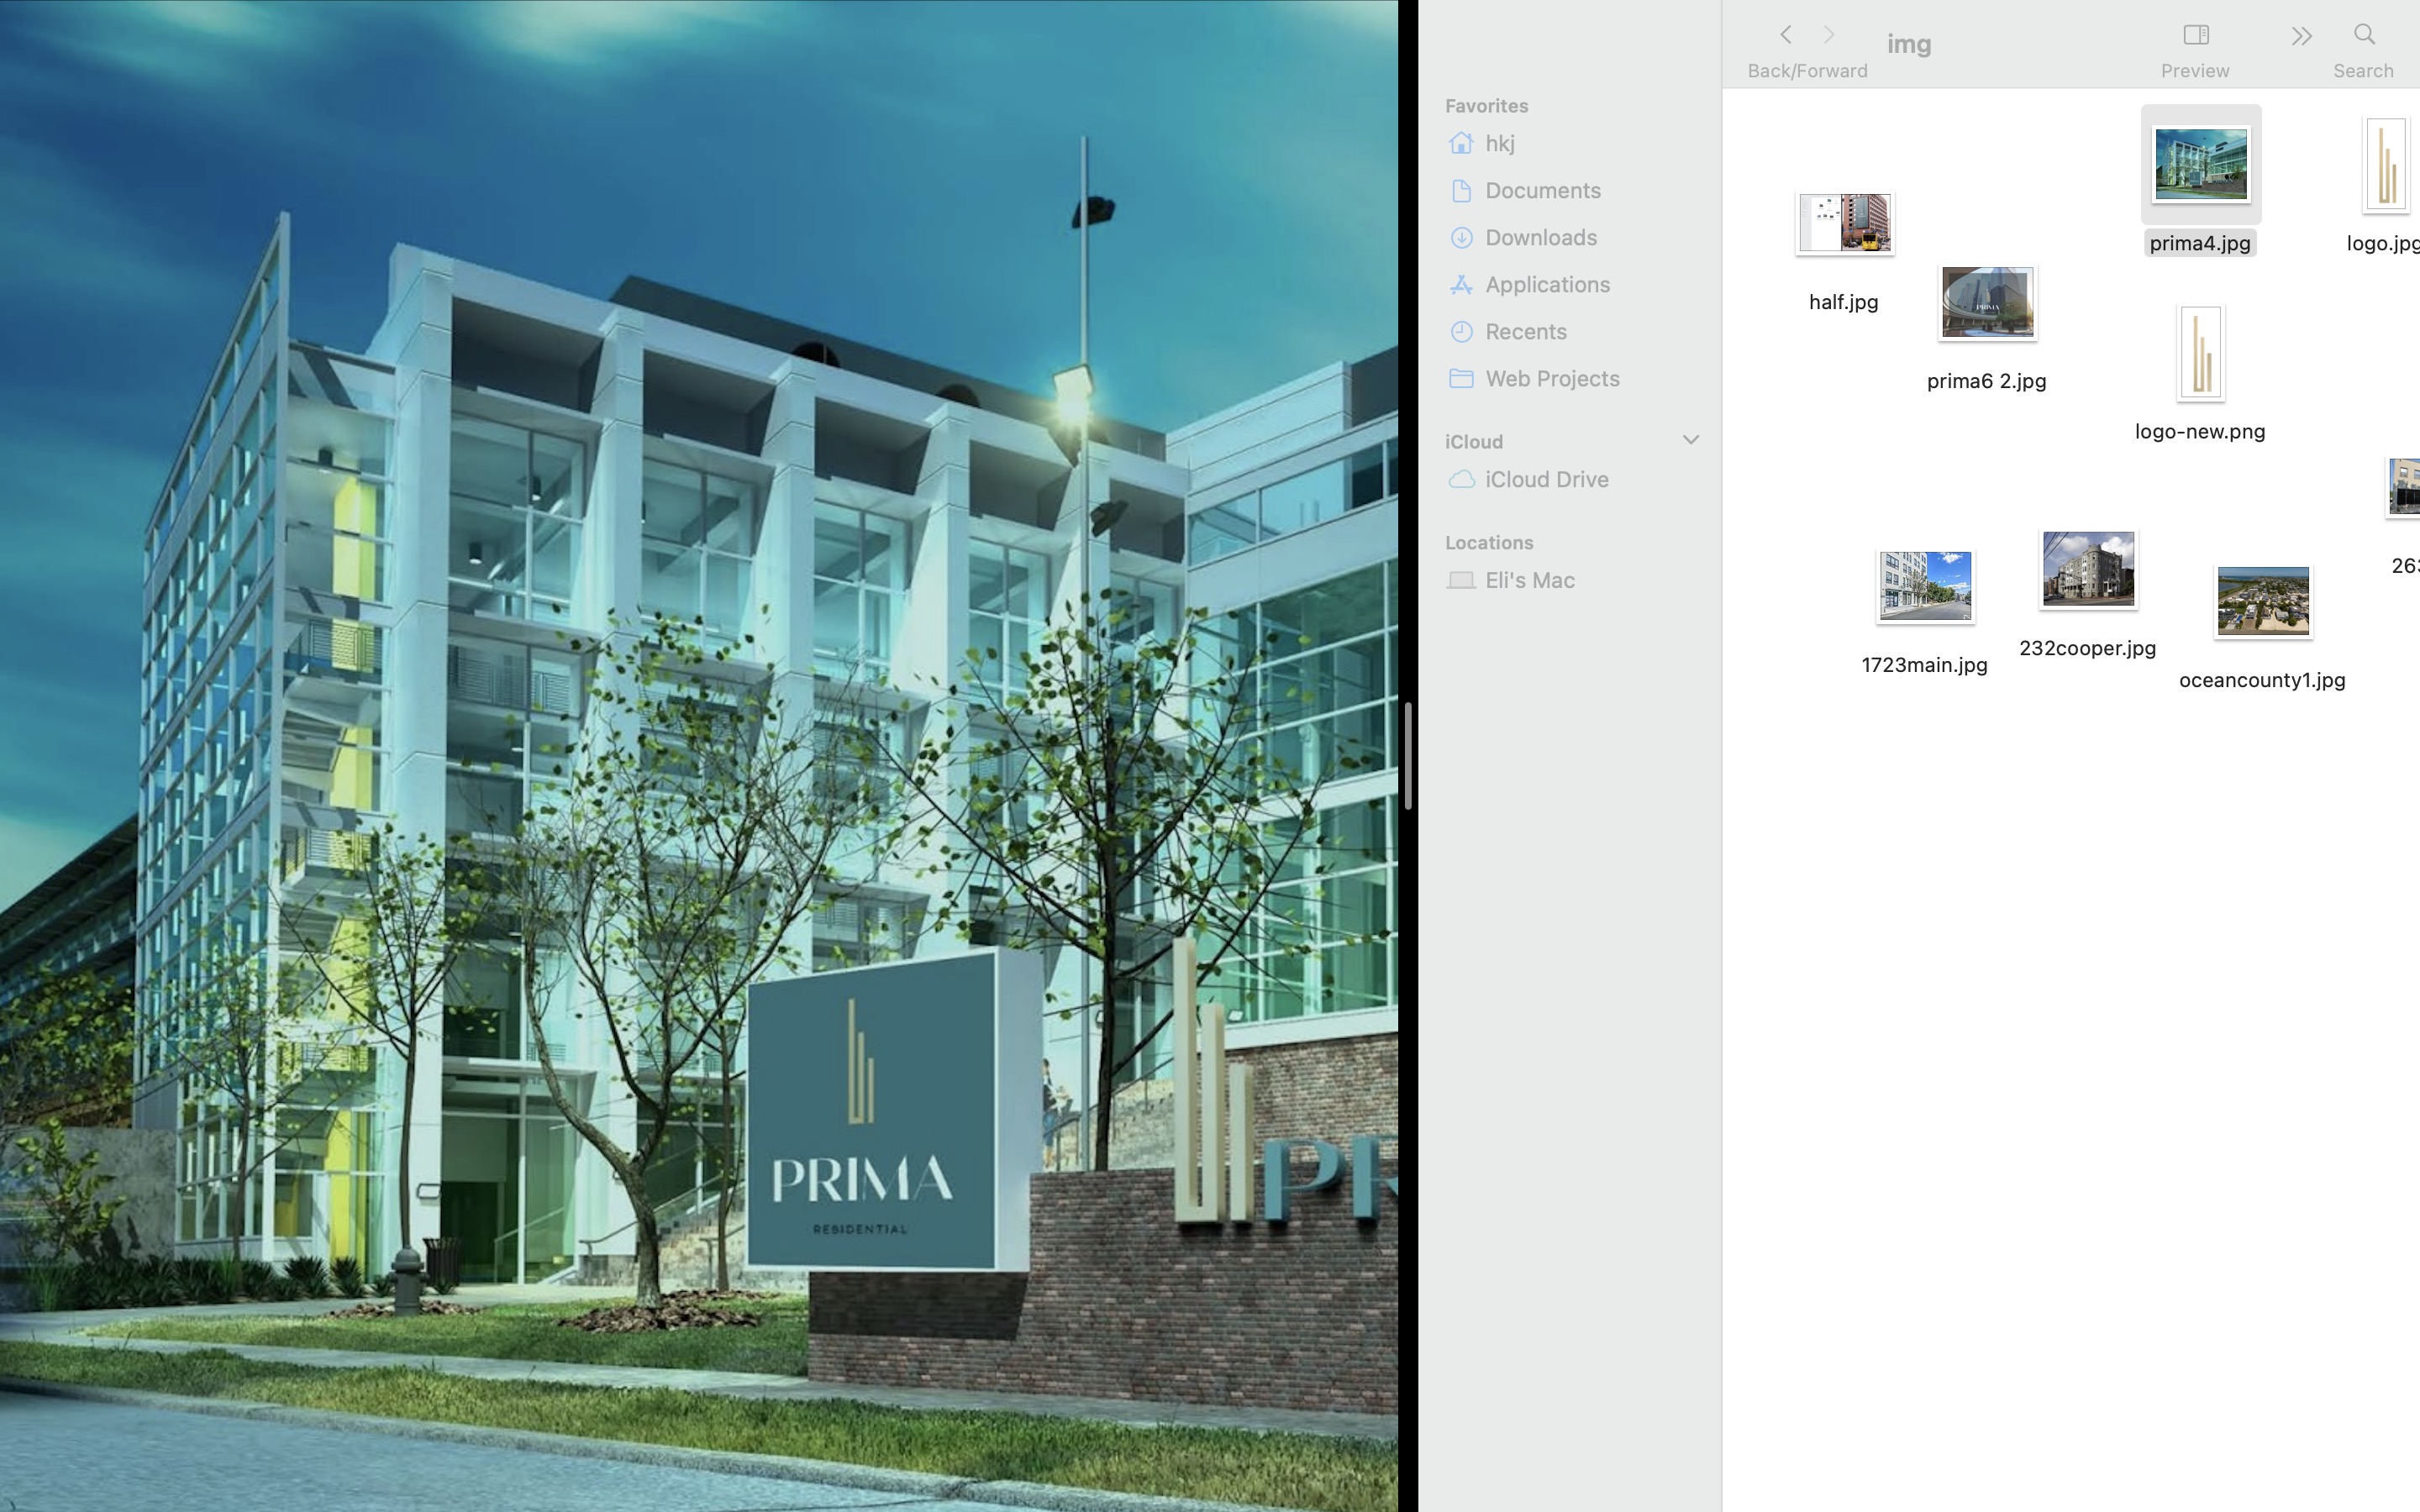 PRIMA
RESIDENTIAL
PR
Favorites
hkj
Documents
Downloads
Applications
Recents
Web Projects
iCloud
iCloud Drive
Locations
Eli's Mac
img
Back/Forward
Preview
Search
prima4.jpg
logo.jpg
half.jpg
PRIMA
prima6 2.jpg
logo-new.png
263
1723main.jpg
232cooper.jpg
oceancounty1.jpg